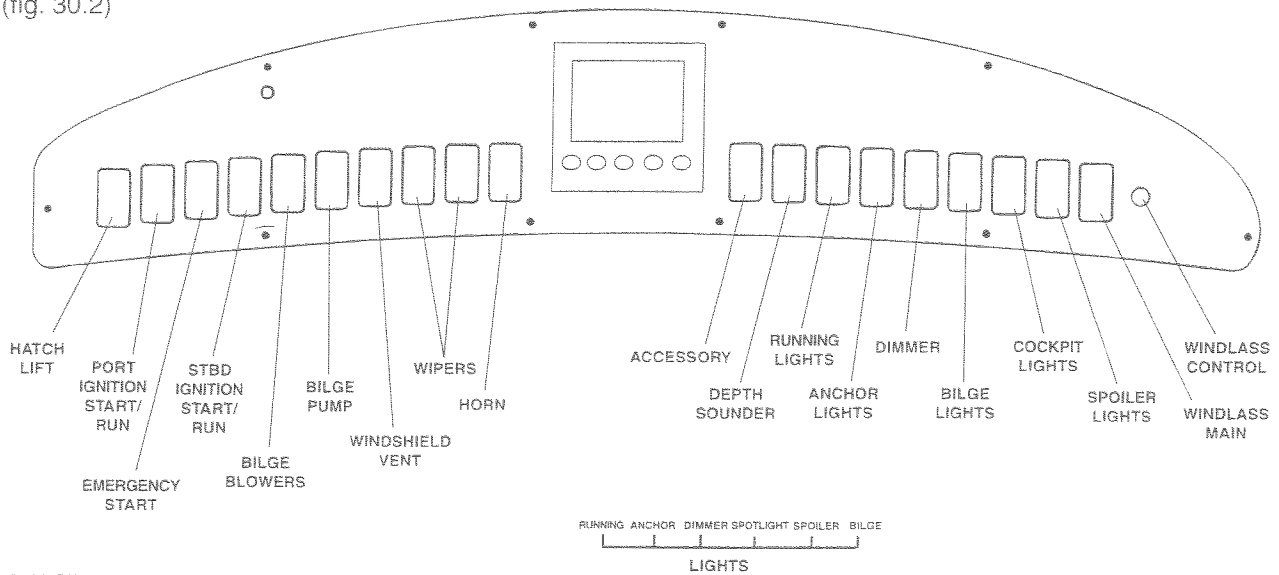 (fig. 30.2)
HATCH
LIFT
PORT
IGNITION
START/
RUN
EMERGENCY
START
STBD
IGNITION
START/
RUN
BILGE
BLOWERS
BILGE
PUMP
WINDSHIELD
VENT
WIPERS
HORN
ACCESSORY
DEPTH
SOUNDER
RUNNING
LIGHTS
ANCHOR
LIGHTS
DIMMER
BILGE
LIGHTS
COCKPIT
LIGHTS
SPOILER
LIGHTS
WINDLASS
CONTROL
WINDLASS
MAIN
RUNNING ANCHOR DIMMER SPOTLIGHT SPOILER BILGE
LIGHTS